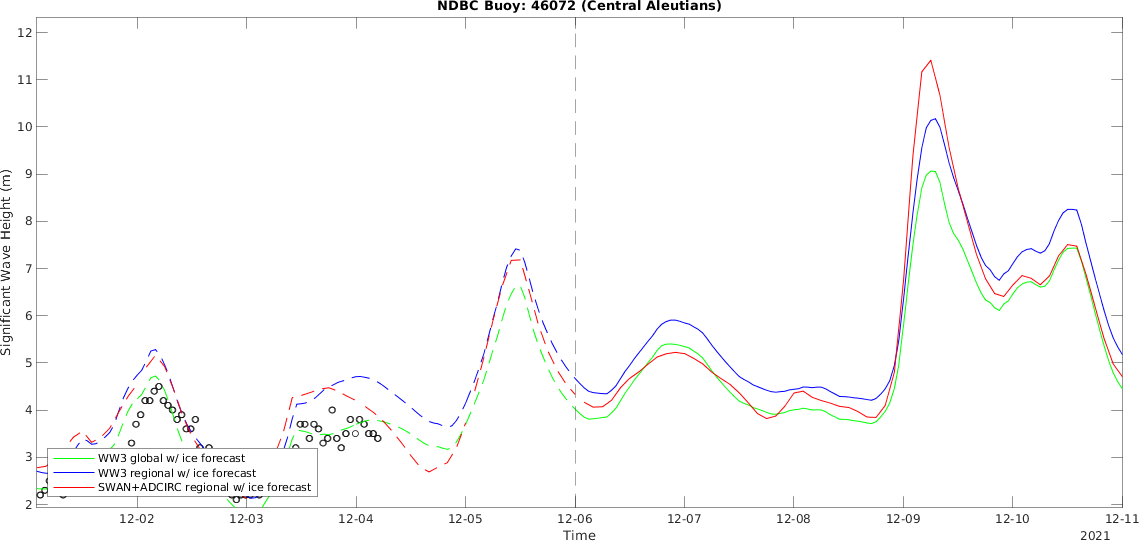 NDBC Buoy: 46072 (Central Aleutians)
12
11
10
9
8
7
6
5
4
3
2
Significant Wave Height (m)
WW3 global w/ ice forecast
WW3 regional w/ ice forecast
SWAN+ADCIRC regional w/ ice forecast
12-02 12-03 12-04 12-05 12-06 12-07 12-08 12-09 12-10 12-11
Time
2021